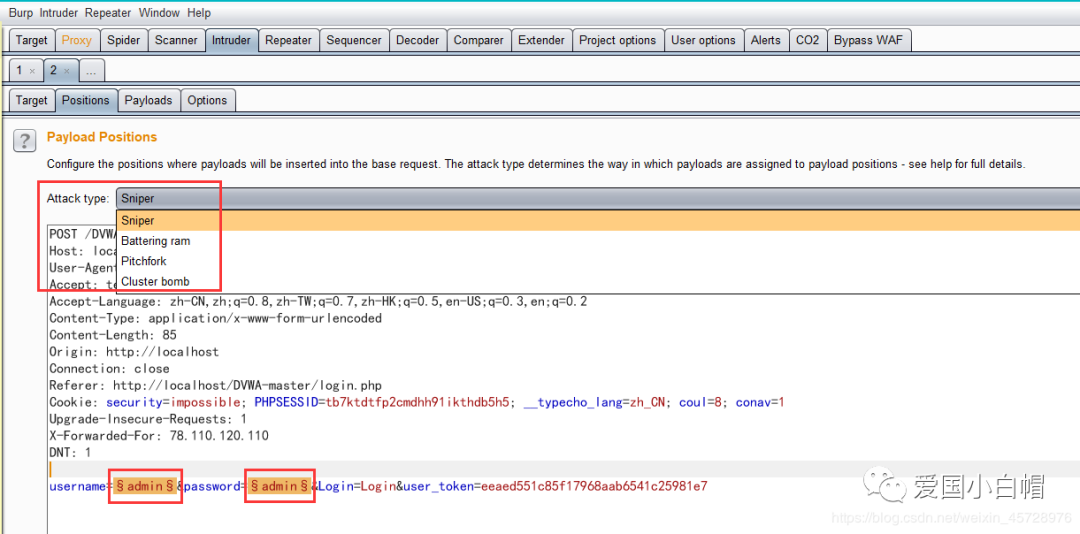 Burp Intruder Repeater Window Help
Target Proxy Spider Scanner Intruder Repeater Sequencer Decoder Comparer Extender Project options User options Alerts CO2 Bypass WAF
1 × 2 × ...
Target Positions Payloads Options
? Payload Positions
Configure the positions where payloads will be inserted into the base request. The attack type determines the way in which payloads are assigned to payload positions - see help for full details.
Attack type: Sniper
Sniper
POST /DVW
Battering ram
Host: loc
Pitchfork
User-Agent
Cluster bomb
Accept: te
Accept-Language: zh-CN,zh;q=0.8,zh-TW;q=0.7,zh-HK;q=0.5,en-US;q=0.3,en;q=0.2
Content-Type: application/x-www-form-urlencoded
Content-Length: 85
Origin: http://localhost
Connection: close
Referer: http://localhost/DVWA-master/login.php
Cookie: security=impossible; PHPSESSID=tb7ktdtfp2cmdhh91ikthdb5h5; __typecho_lang=zh_CN; coul=8; conav=1
Upgrade-Insecure-Requests: 1
X-Forwarded-For: 78.110.120.110
DNT: 1
username=§admin§&password=§admin§&Login=Login&user_token=eeaed551c85f17968aab6541c25981e7
爱国小白帽
https://blog.csdn.net/weixin_45728976